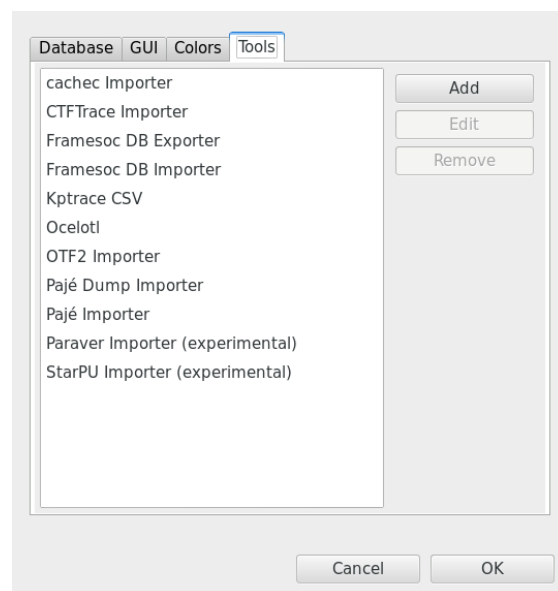 Database GUI Colors Tools
cachec Importer
CTFTrace Importer
Framesoc DB Exporter
Framesoc DB Importer
Kptrace CSV
Ocelotl
OTF2 Importer
Pajé Dump Importer
Pajé Importer
Paraver Importer (experimental)
StarPU Importer (experimental)
Add
Edit
Remove
Cancel OK